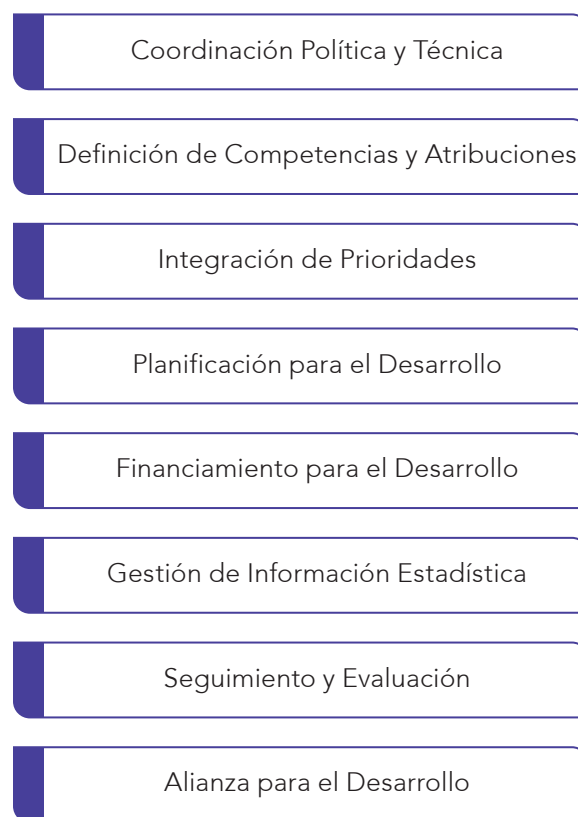 Coordinación Política y Técnica
Definición de Competencias y Atribuciones
Integración de Prioridades
Planificación para el Desarrollo
Financiamiento para el Desarrollo
Gestión de Información Estadística
Seguimiento y Evaluación
Alianza para el Desarrollo